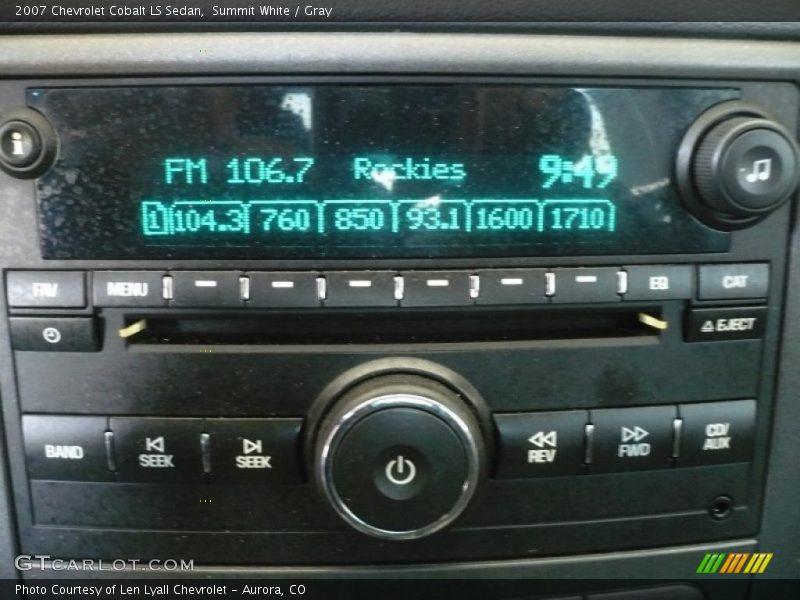 2007 Chevrolet Cobalt LS Sedan,  Summit White / Gray
i
FM 106.7 Rockies 9:49
1 104.3 760 850 93.1 1600 1710
FAV MENU EQ CAT
EJECT
BAND SEEK SEEK REV FWD CD/
AUX
GTCARLOT.COM
Photo Courtesy of Len Lyall Chevrolet - Aurora, CO